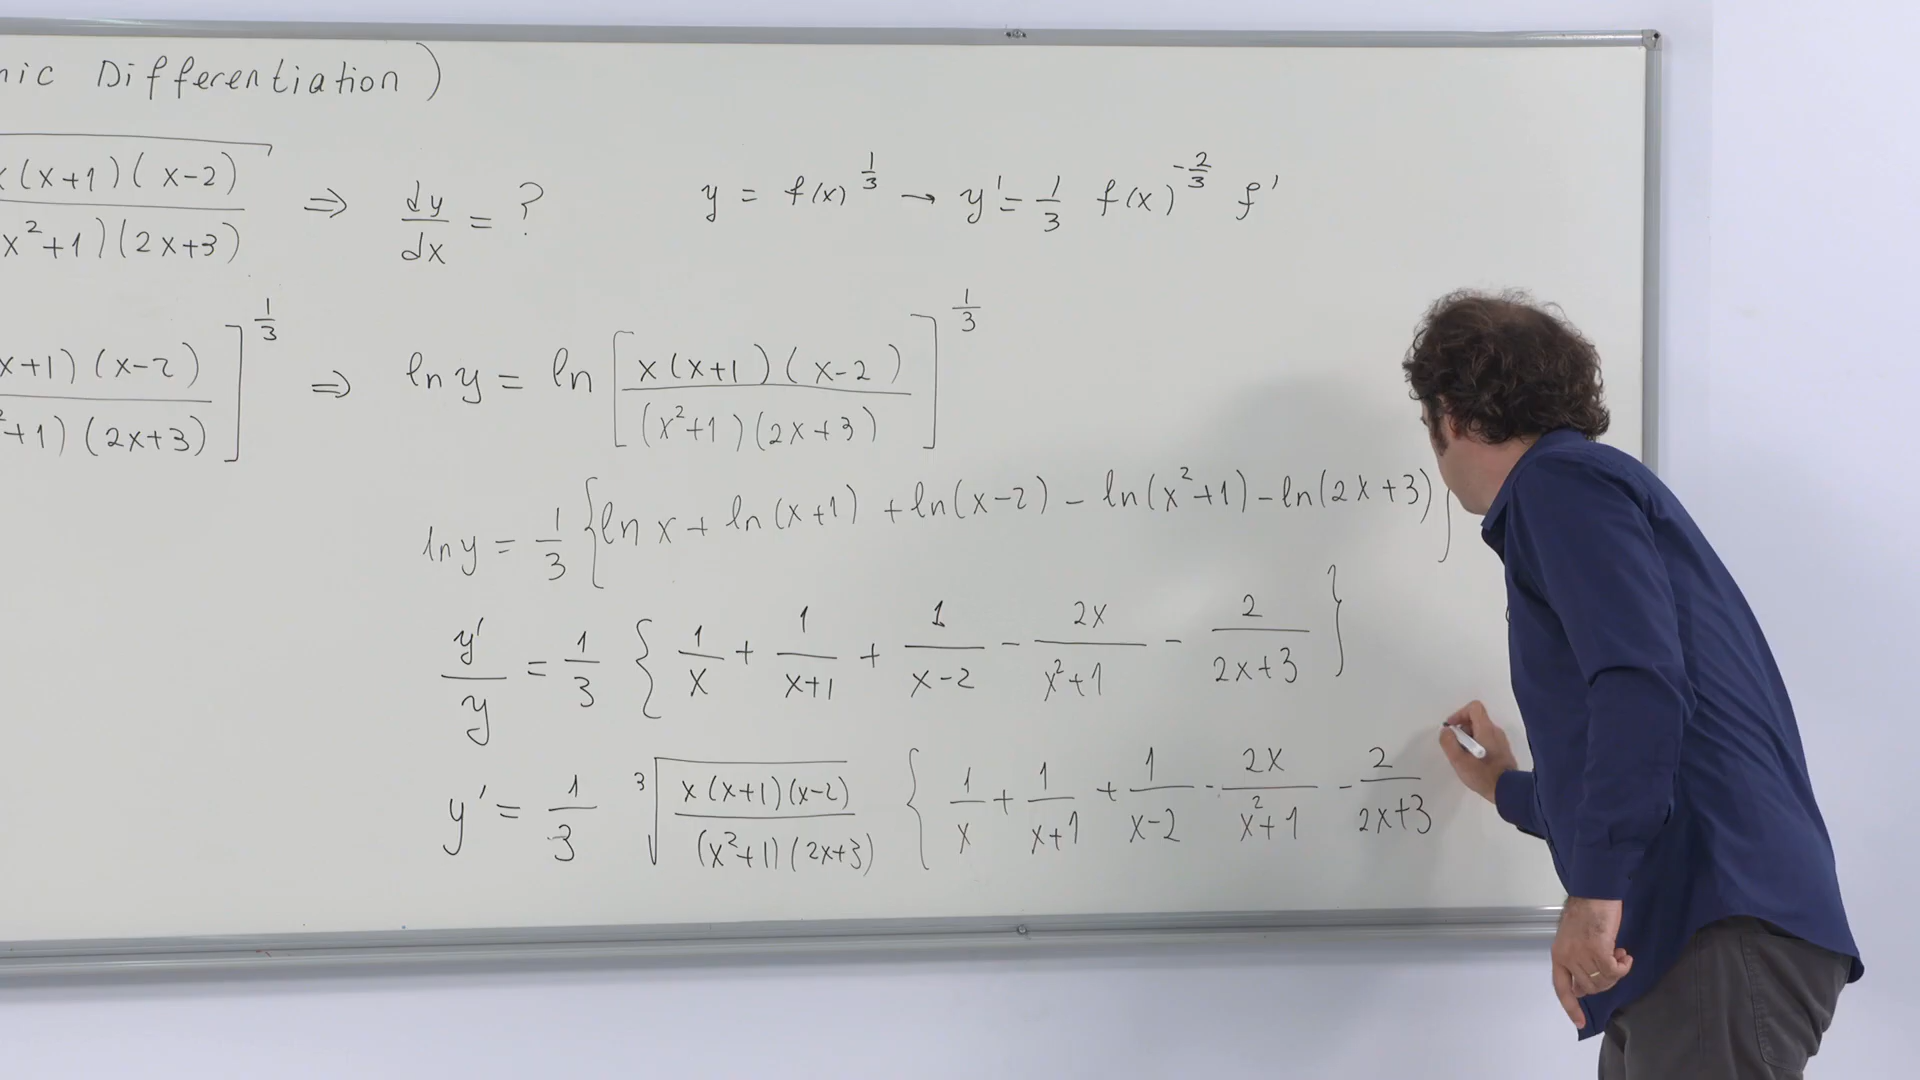 nic Differentiation)
x(x+1)(x-2) / x²+1)(2x+3) ⇒ dy/dx = ? y = f(x)^(1/3) → y' = 1/3 f(x)^(-2/3) f'
x+1)(x-2) / ²+1)(2x+3)]^(1/3) ⇒ ln y = ln [x(x+1)(x-2) / (x²+1)(2x+3)]^(1/3)
ln y = 1/3 {ln x + ln(x+1) + ln(x-2) - ln(x²+1) - ln(2x+3)}
y'/y = 1/3 {1/x + 1/x+1 + 1/x-2 - 2x/x²+1 - 2/2x+3}
y' = 1/3 ³√x(x+1)(x-2) / (x²+1)(2x+3) {1/x + 1/x+1 + 1/x-2 - 2x/x²+1 - 2/2x+3